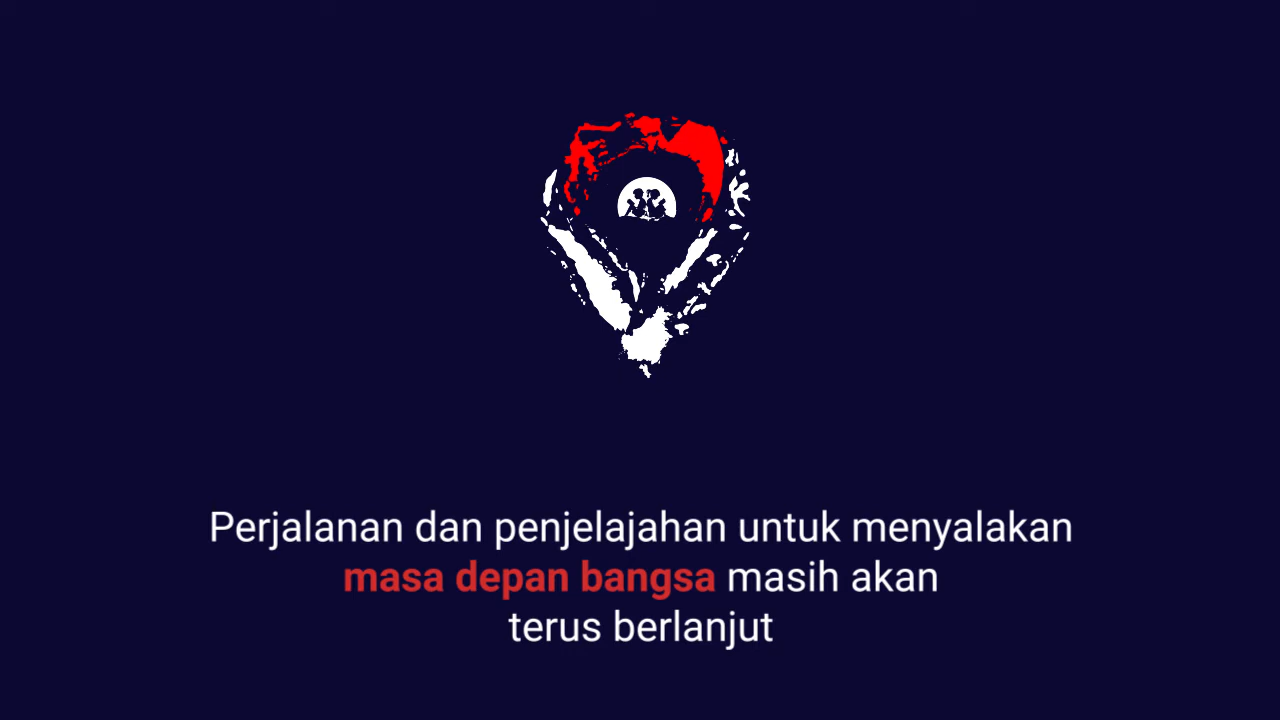 Perjalanan dan penjelajahan untuk menyalakan
masa depan bangsa masih akan
terus berlanjut